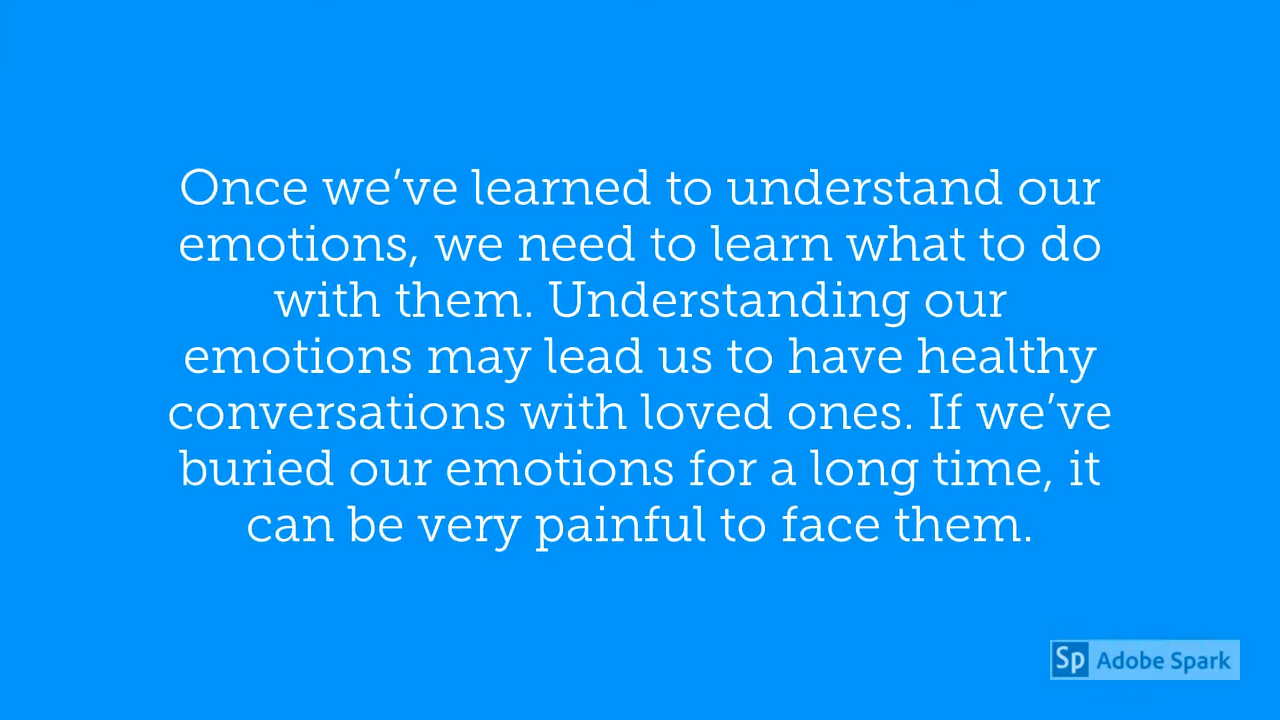 Once we’ve learned to understand our
emotions, we need to learn what to do
with them. Understanding our
emotions may lead us to have healthy
conversations with loved ones. If we’ve
buried our emotions for a long time, it
can be very painful to face them.
Sp Adobe Spark